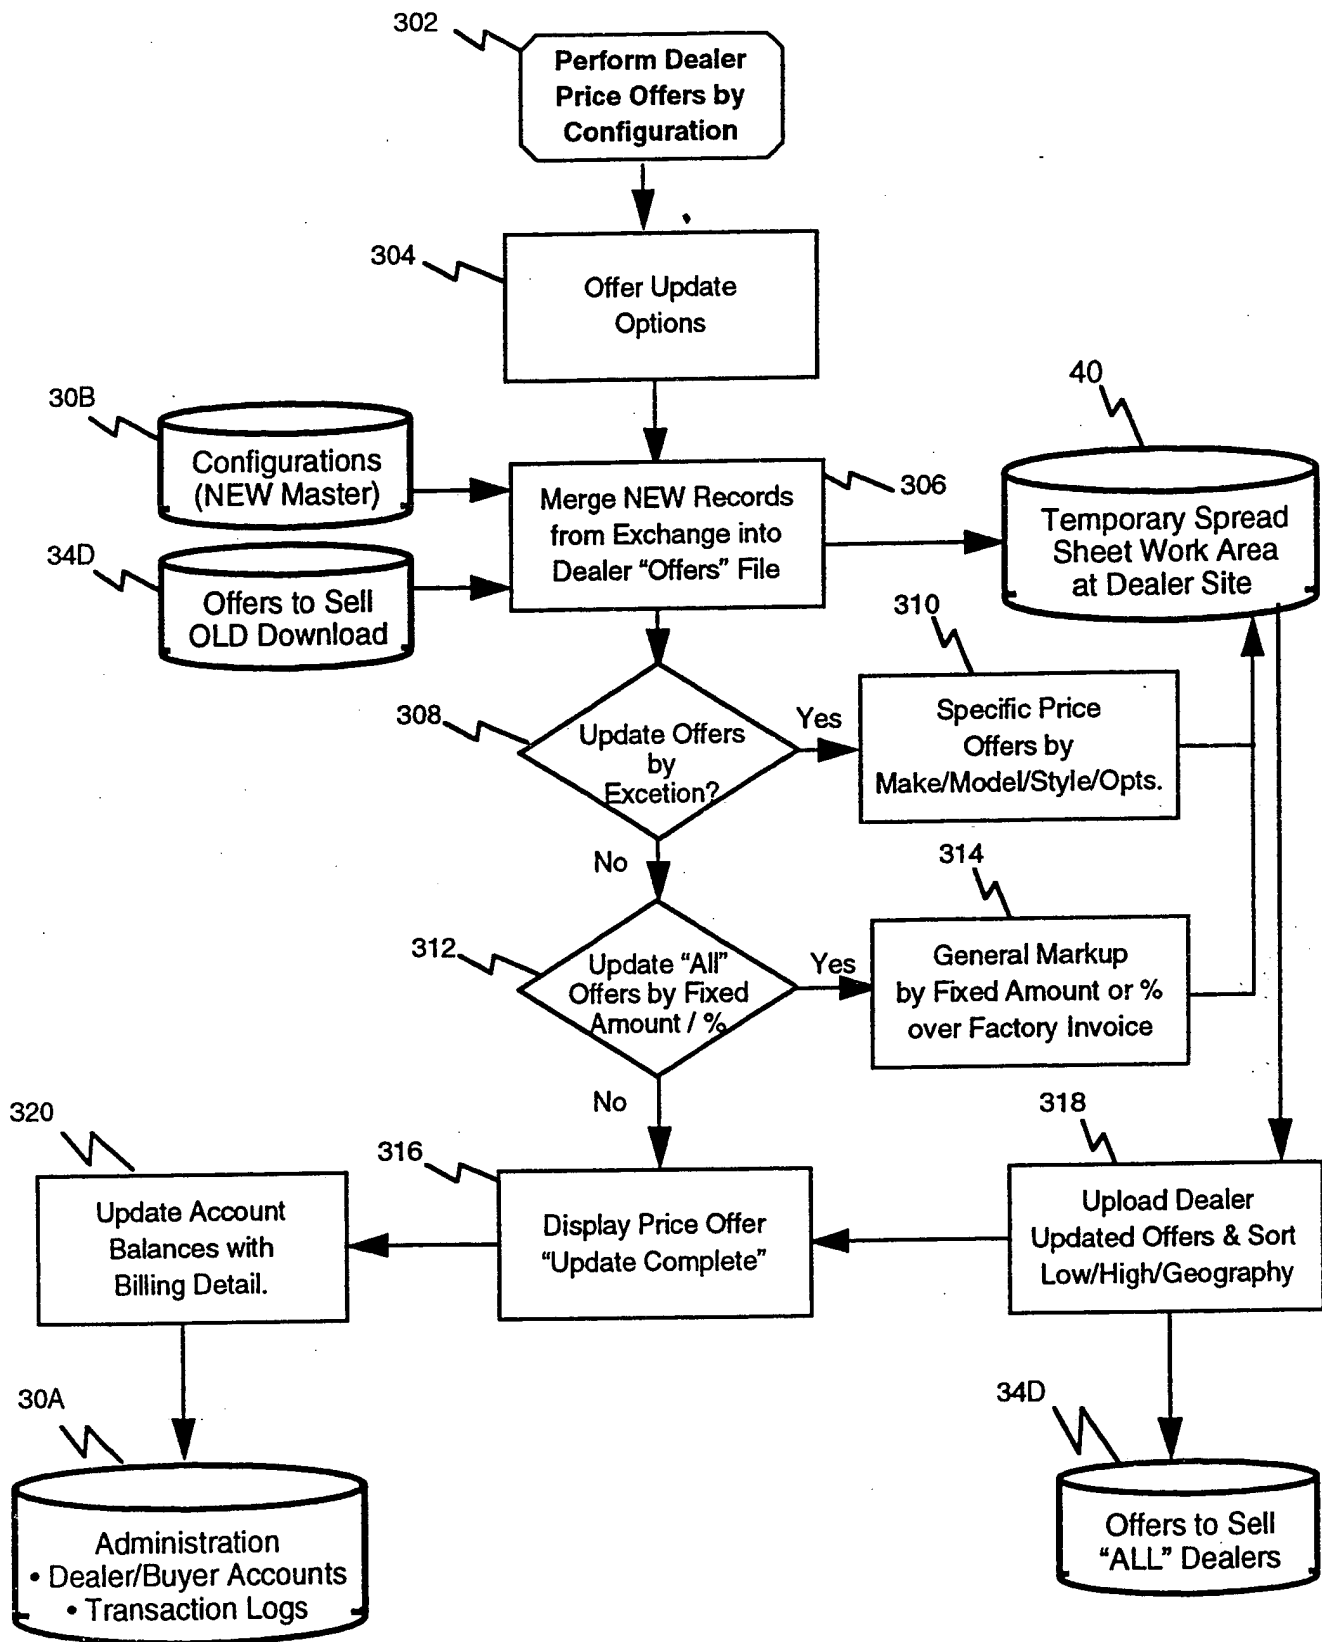 302
Perform Dealer
Price Offers by
Configuration
304
Offer Update
Options
30B
Configurations
(NEW Master)
34D
Offers to Sell
OLD Download
306
Merge NEW Records
from Exchange into
Dealer “Offers” File
40
Temporary Spread
Sheet Work Area
at Dealer Site
308
Update Offers
by
Excetion?
Yes
310
Specific Price
Offers by
Make/Model/Style/Opts.
No
312
Update “All”
Offers by Fixed
Amount / %
Yes
314
General Markup
by Fixed Amount or %
over Factory Invoice
No
320
Update Account
Balances with
Billing Detail.
316
Display Price Offer
“Update Complete”
318
Upload Dealer
Updated Offers & Sort
Low/High/Geography
30A
Administration
• Dealer/Buyer Accounts
• Transaction Logs
34D
Offers to Sell
“ALL” Dealers